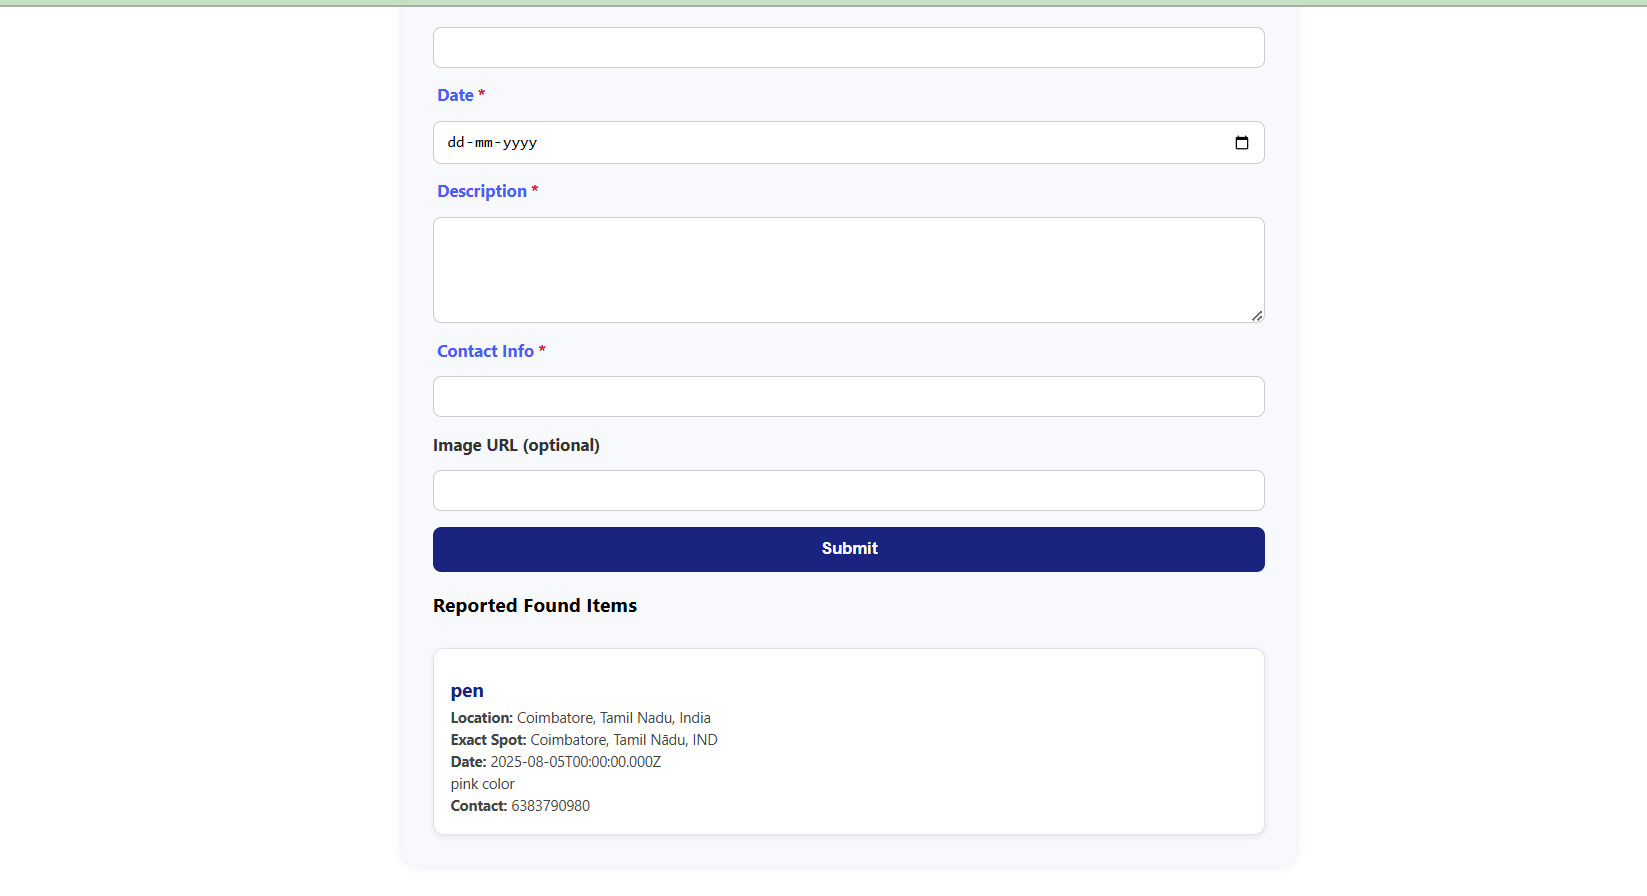 Date *
dd-mm-yyyy
Description *
Contact Info *
Image URL (optional)
Submit
Reported Found Items
pen
Location: Coimbatore, Tamil Nadu, India
Exact Spot: Coimbatore, Tamil Nādu, IND
Date: 2025-08-05T00:00:00.000Z
pink color
Contact: 6383790980